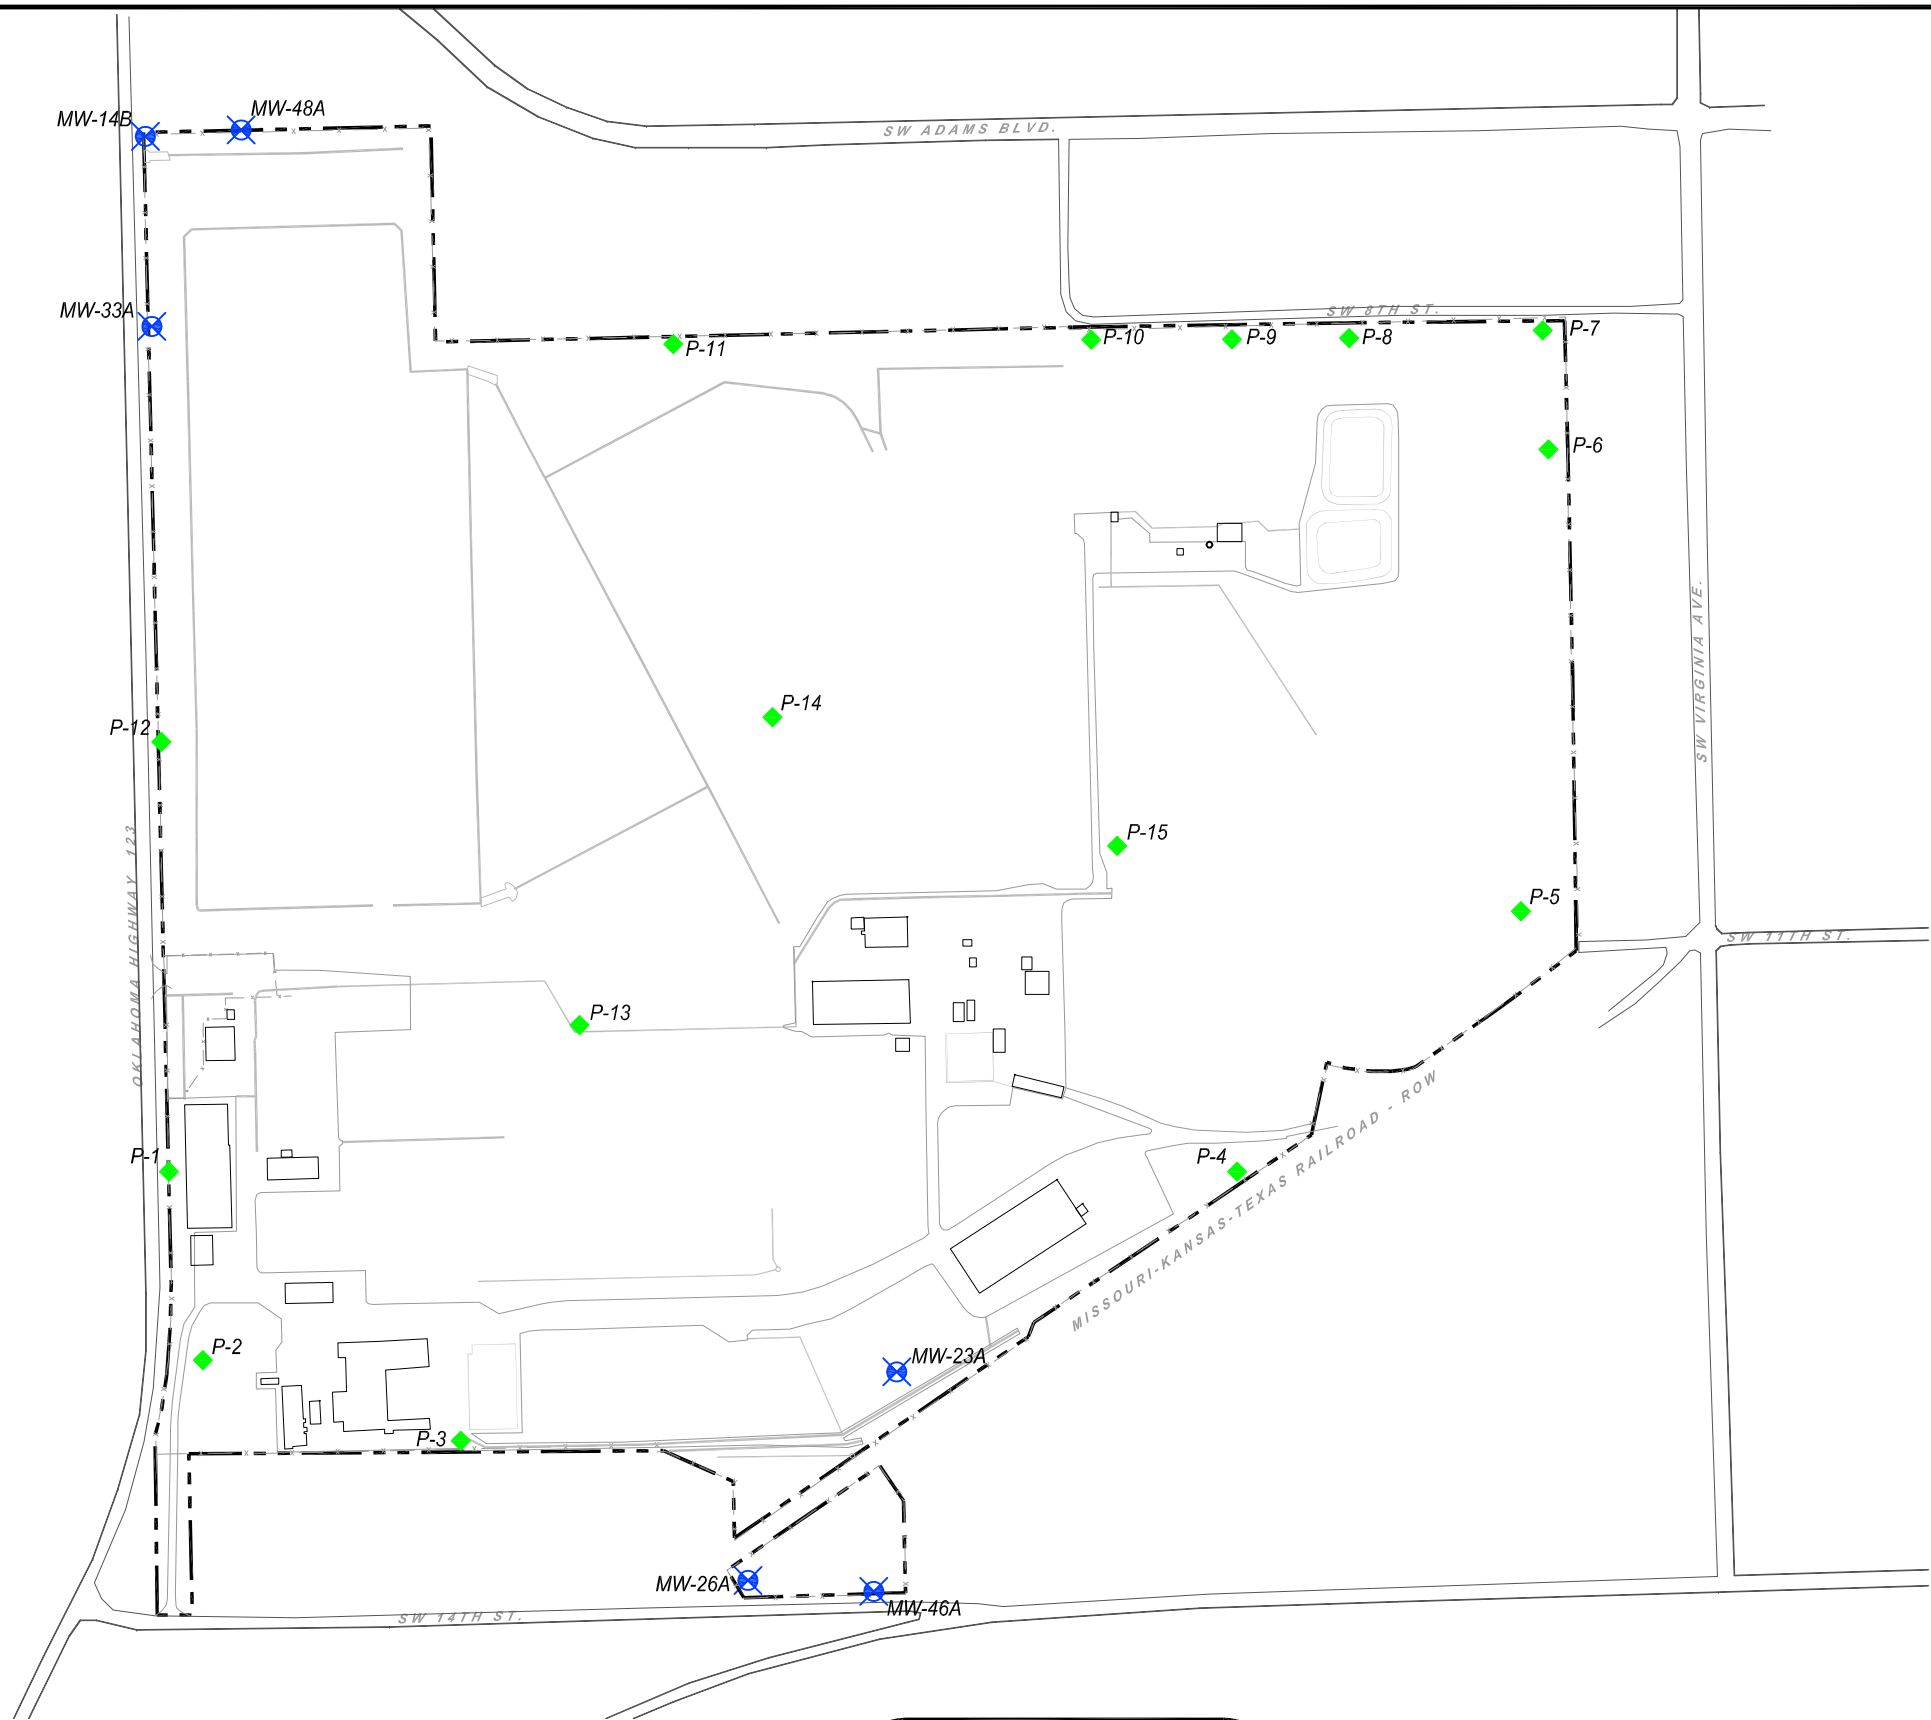 MW-48A
MW-14B
SW ADAMS BLVD.
MW-33A
SW 8TH ST.
P-7
P-11
P-10
P-9
P-8
P-6
SW VIRGINIA AVE.
P-14
P-12
P-15
OKLAHOMA HIGHWAY 123
P-5
SW 11TH ST.
P-13
P-1
P-4
MISSOURI-KANSAS-TEXAS RAILROAD - ROW
P-2
MW-23A
P-3
MW-26A
MW-46A
SW 14TH ST.